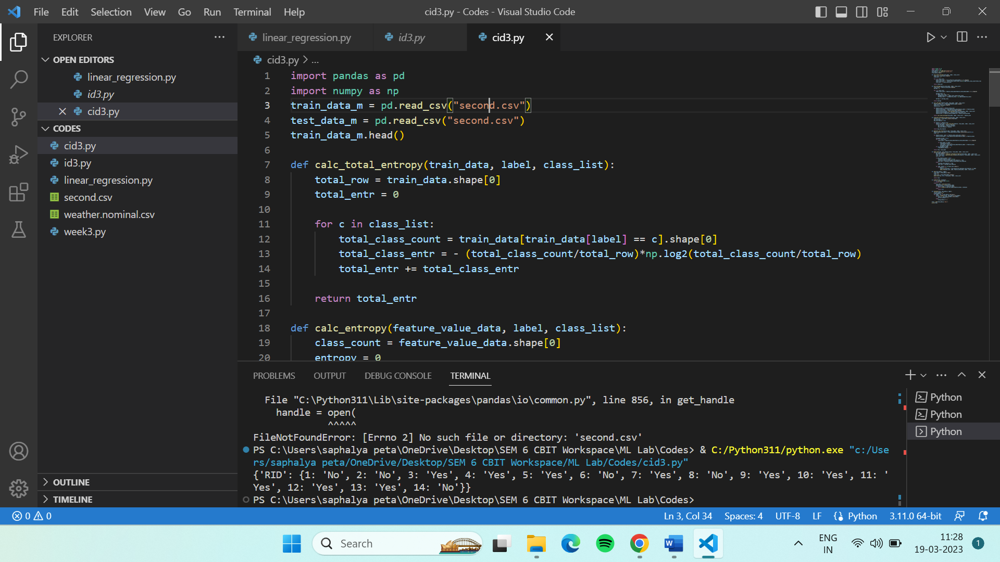 File Edit Selection View Go Run Terminal Help
cid3.py - Codes - Visual Studio Code
EXPLORER
OPEN EDITORS
linear_regression.py
id3.py
cid3.py
CODES
cid3.py
id3.py
linear_regression.py
second.csv
weather.nominal.csv
week3.py
OUTLINE
TIMELINE
linear_regression.py
id3.py
cid3.py
cid3.py > ...
1 import pandas as pd
2 import numpy as np
3 train_data_m = pd.read_csv("second.csv")
4 test_data_m = pd.read_csv("second.csv")
5 train_data_m.head()
6
7 def calc_total_entropy(train_data, label, class_list):
8 total_row = train_data.shape[0]
9 total_entr = 0
10
11 for c in class_list:
12 total_class_count = train_data[train_data[label] == c].shape[0]
13 total_class_entr = - (total_class_count/total_row)*np.log2(total_class_count/total_row)
14 total_entr += total_class_entr
15
16 return total_entr
17
18 def calc_entropy(feature_value_data, label, class_list):
19 class_count = feature_value_data.shape[0]
20 entropy = 0
PROBLEMS OUTPUT DEBUG CONSOLE TERMINAL
File "C:\Python311\Lib\site-packages\pandas\io\common.py", line 856, in get_handle
handle = open(
^^^^^
FileNotFoundError: [Errno 2] No such file or directory: 'second.csv'
PS C:\Users\saphalya peta\OneDrive\Desktop\SEM 6 CBIT Workspace\ML Lab\Codes> & C:/Python311/python.exe "c:/Use
rs/saphalya peta/OneDrive/Desktop/SEM 6 CBIT Workspace/ML Lab/Codes/cid3.py"
{'RID': {1: 'No', 2: 'No', 3: 'Yes', 4: 'Yes', 5: 'Yes', 6: 'No', 7: 'Yes', 8: 'No', 9: 'Yes', 10: 'Yes', 11: '
Yes', 12: 'Yes', 13: 'Yes', 14: 'No'}}
PS C:\Users\saphalya peta\OneDrive\Desktop\SEM 6 CBIT Workspace\ML Lab\Codes>
Python
Python
Python
0 0
Ln 3, Col 34 Spaces: 4 UTF-8 LF Python 3.11.0 64-bit
Search
ENG
IN
11:28
19-03-2023
1